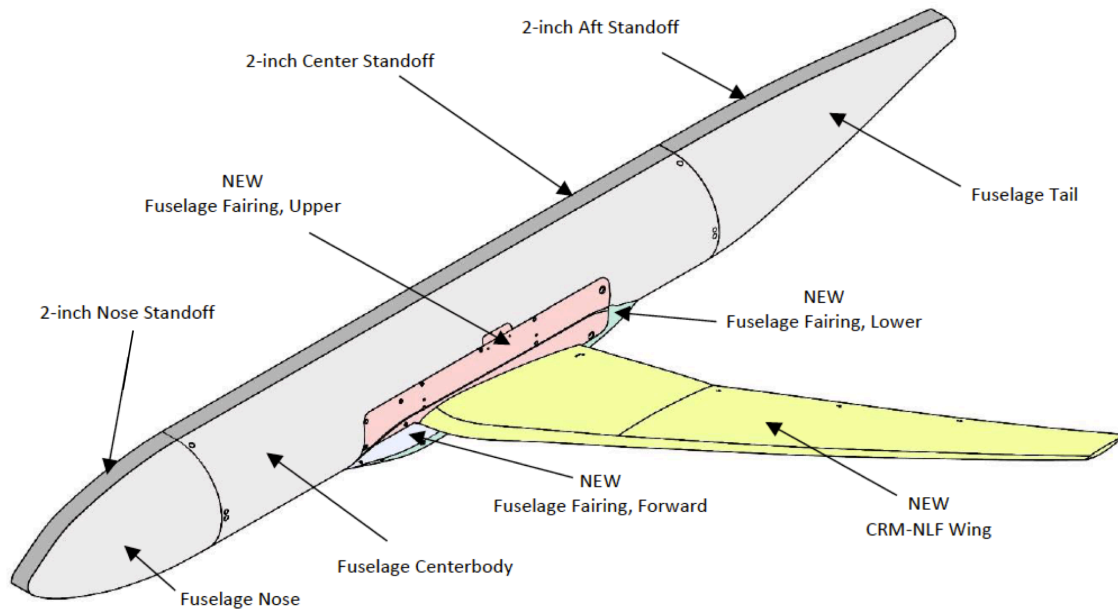 2-inch Aft Standoff
2-inch Center Standoff
NEW
Fuselage Fairing, Upper
Fuselage Tail
2-inch Nose Standoff
NEW
Fuselage Fairing, Lower
NEW
Fuselage Fairing, Forward
NEW
CRM-NLF Wing
Fuselage Centerbody
Fuselage Nose